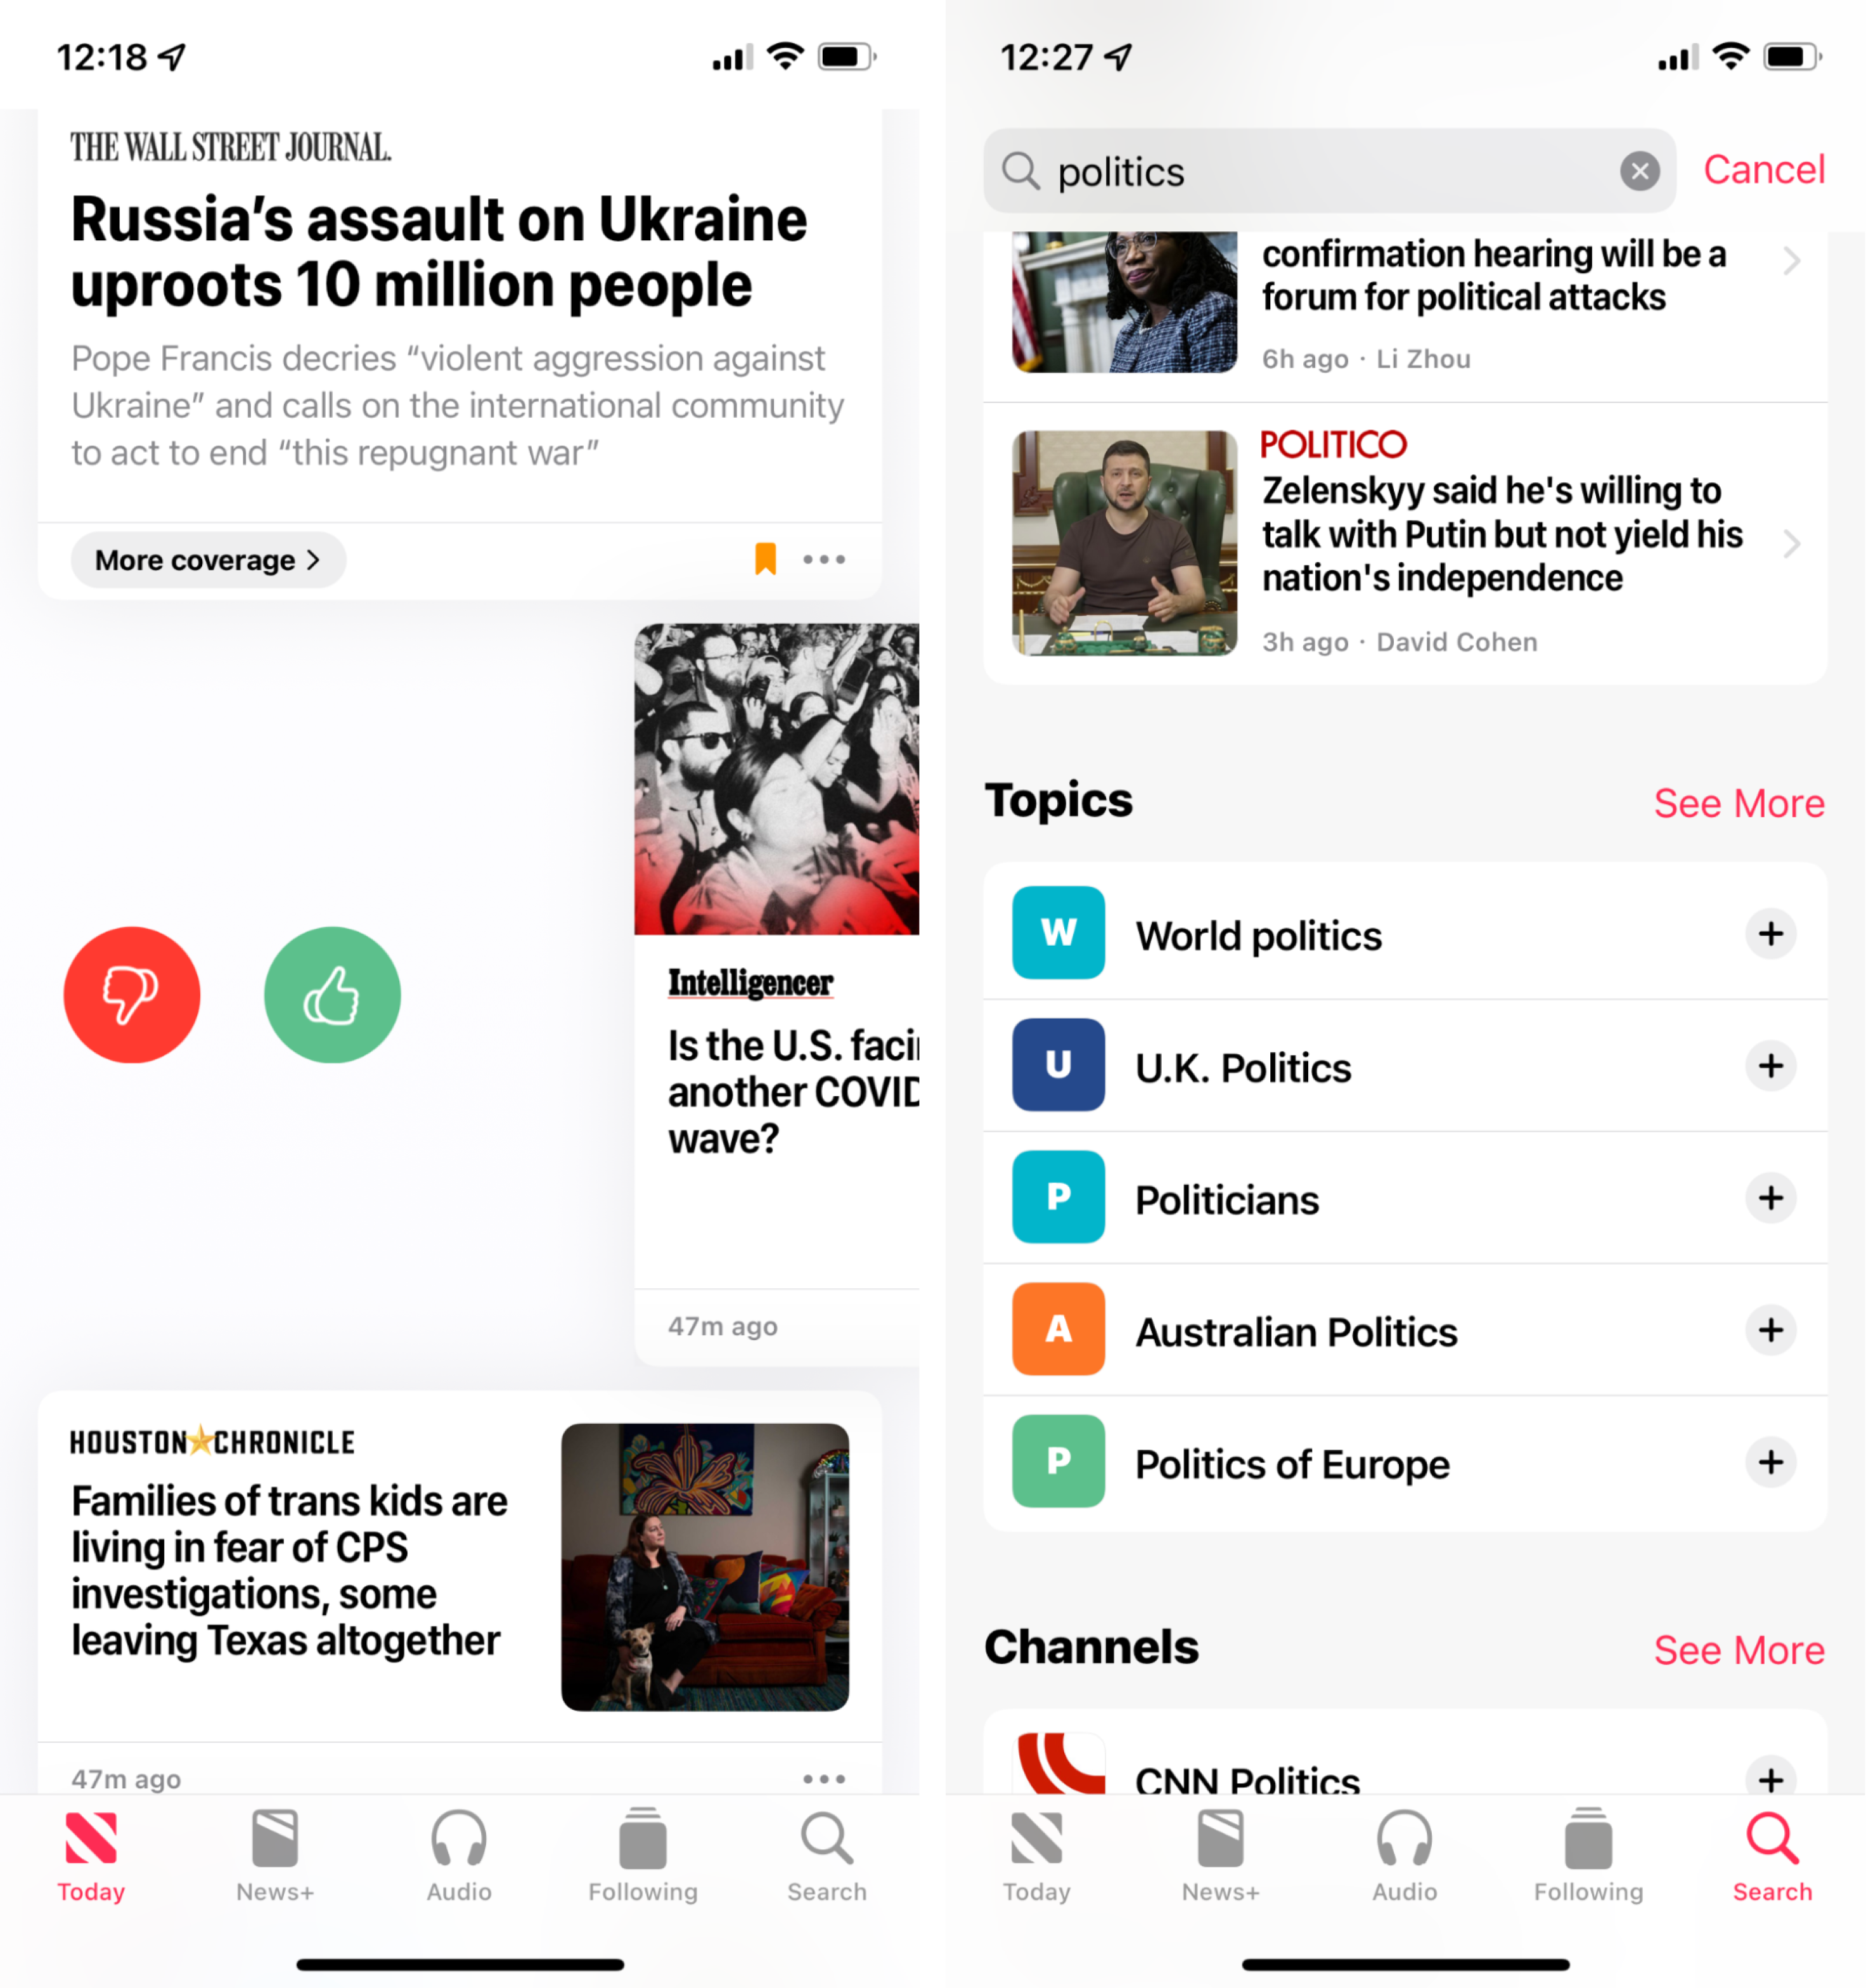 12:18
THE WALL STREET JOURNAL.
Russia’s assault on Ukraine
uproots 10 million people
Pope Francis decries “violent aggression against
Ukraine” and calls on the international community
to act to end “this repugnant war”
More coverage
Intelligencer
Is the U.S. faci
another COVID
wave?
47m ago
HOUSTON CHRONICLE
Families of trans kids are
living in fear of CPS
investigations, some
leaving Texas altogether
47m ago
Today
News+
Audio
Following
Search
12:27
politics
Cancel
confirmation hearing will be a
forum for political attacks
6h ago · Li Zhou
POLITICO
Zelenskyy said he's willing to
talk with Putin but not yield his
nation's independence
3h ago · David Cohen
Topics
See More
W
World politics
U
U.K. Politics
P
Politicians
A
Australian Politics
P
Politics of Europe
Channels
See More
CNN Politics
Today
News+
Audio
Following
Search